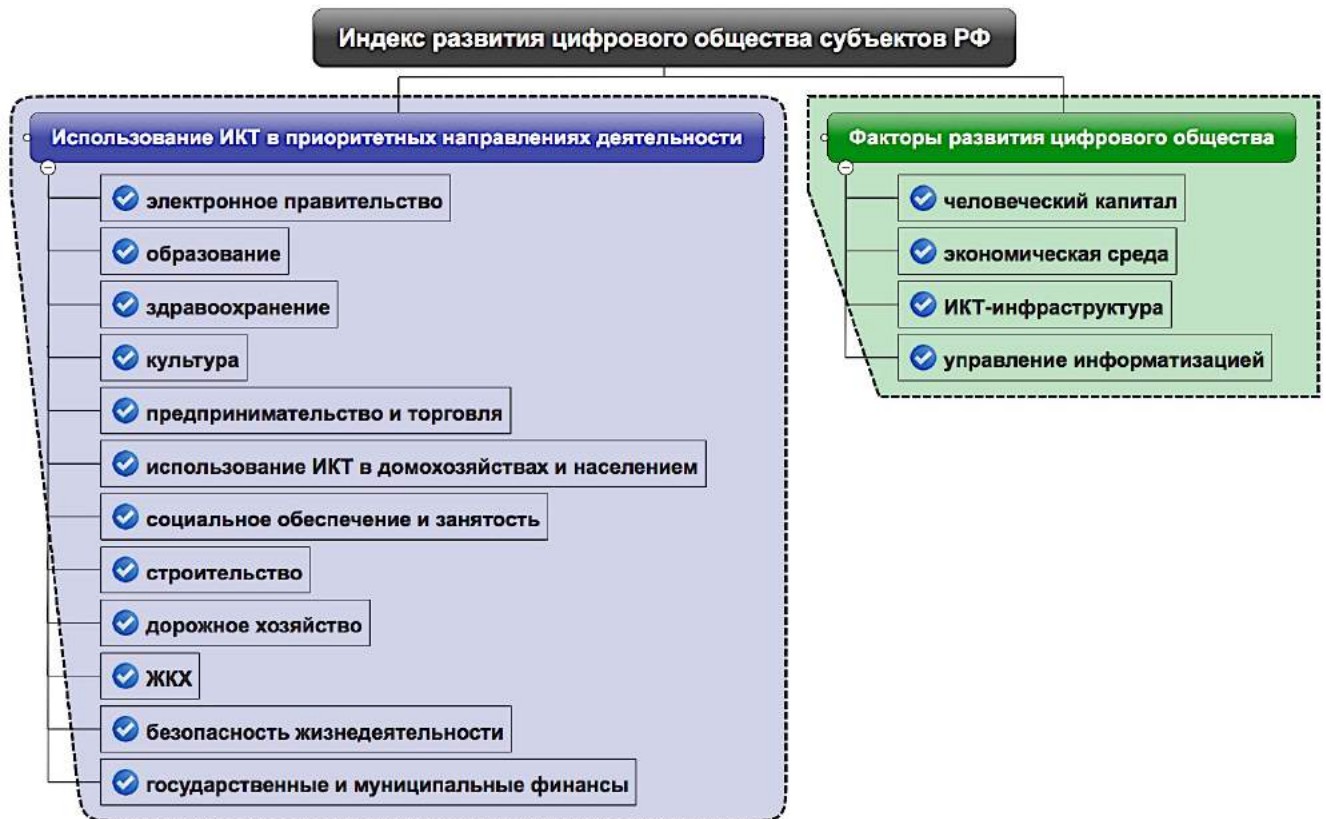 Индекс развития цифрового общества субъектов РФ
Использование ИКТ в приоритетных направлениях деятельности
электронное правительство
образование
здравоохранение
культура
предпринимательство и торговля
использование ИКТ в домохозяйствах и населением
социальное обеспечение и занятость
строительство
дорожное хозяйство
ЖКХ
безопасность жизнедеятельности
государственные и муниципальные финансы
Факторы развития цифрового общества
человеческий капитал
экономическая среда
ИКТ-инфраструктура
управление информатизацией